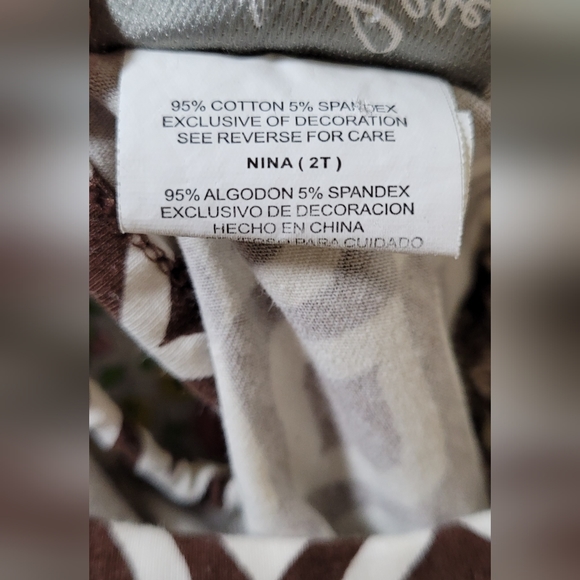 95% COTTON 5% SPANDEX
EXCLUSIVE OF DECORATION
SEE REVERSE FOR CARE
NINA ( 2T )
95% ALGODON 5% SPANDEX
EXCLUSIVO DE DECORACION
HECHO EN CHINA
PARA CUIDADO